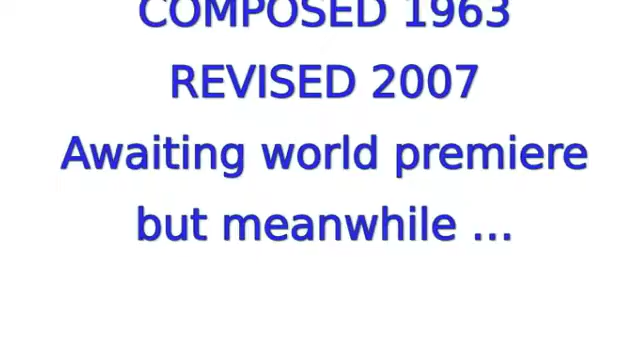 COMPOSED 1963
REVISED 2007
Awaiting world premiere
but meanwhile ...